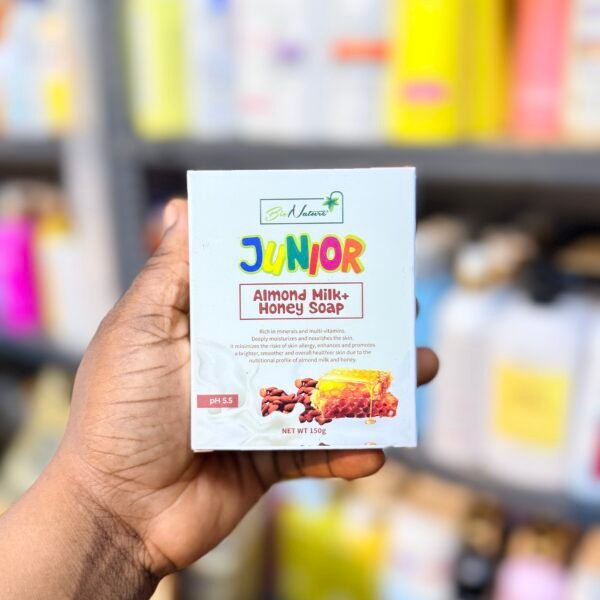 Bio Nature
JUNIOR
Almond Milk+
Honey Soap
Rich in minerals and multi-vitamins.
Deeply moisturizes and nourishes the skin.
It minimizes the risks of skin allergy, enhances and promotes
a brighter, smoother and overall healthier skin due to the
nutritional profile of almond milk and honey.
pH 5.5
NET WT 150g